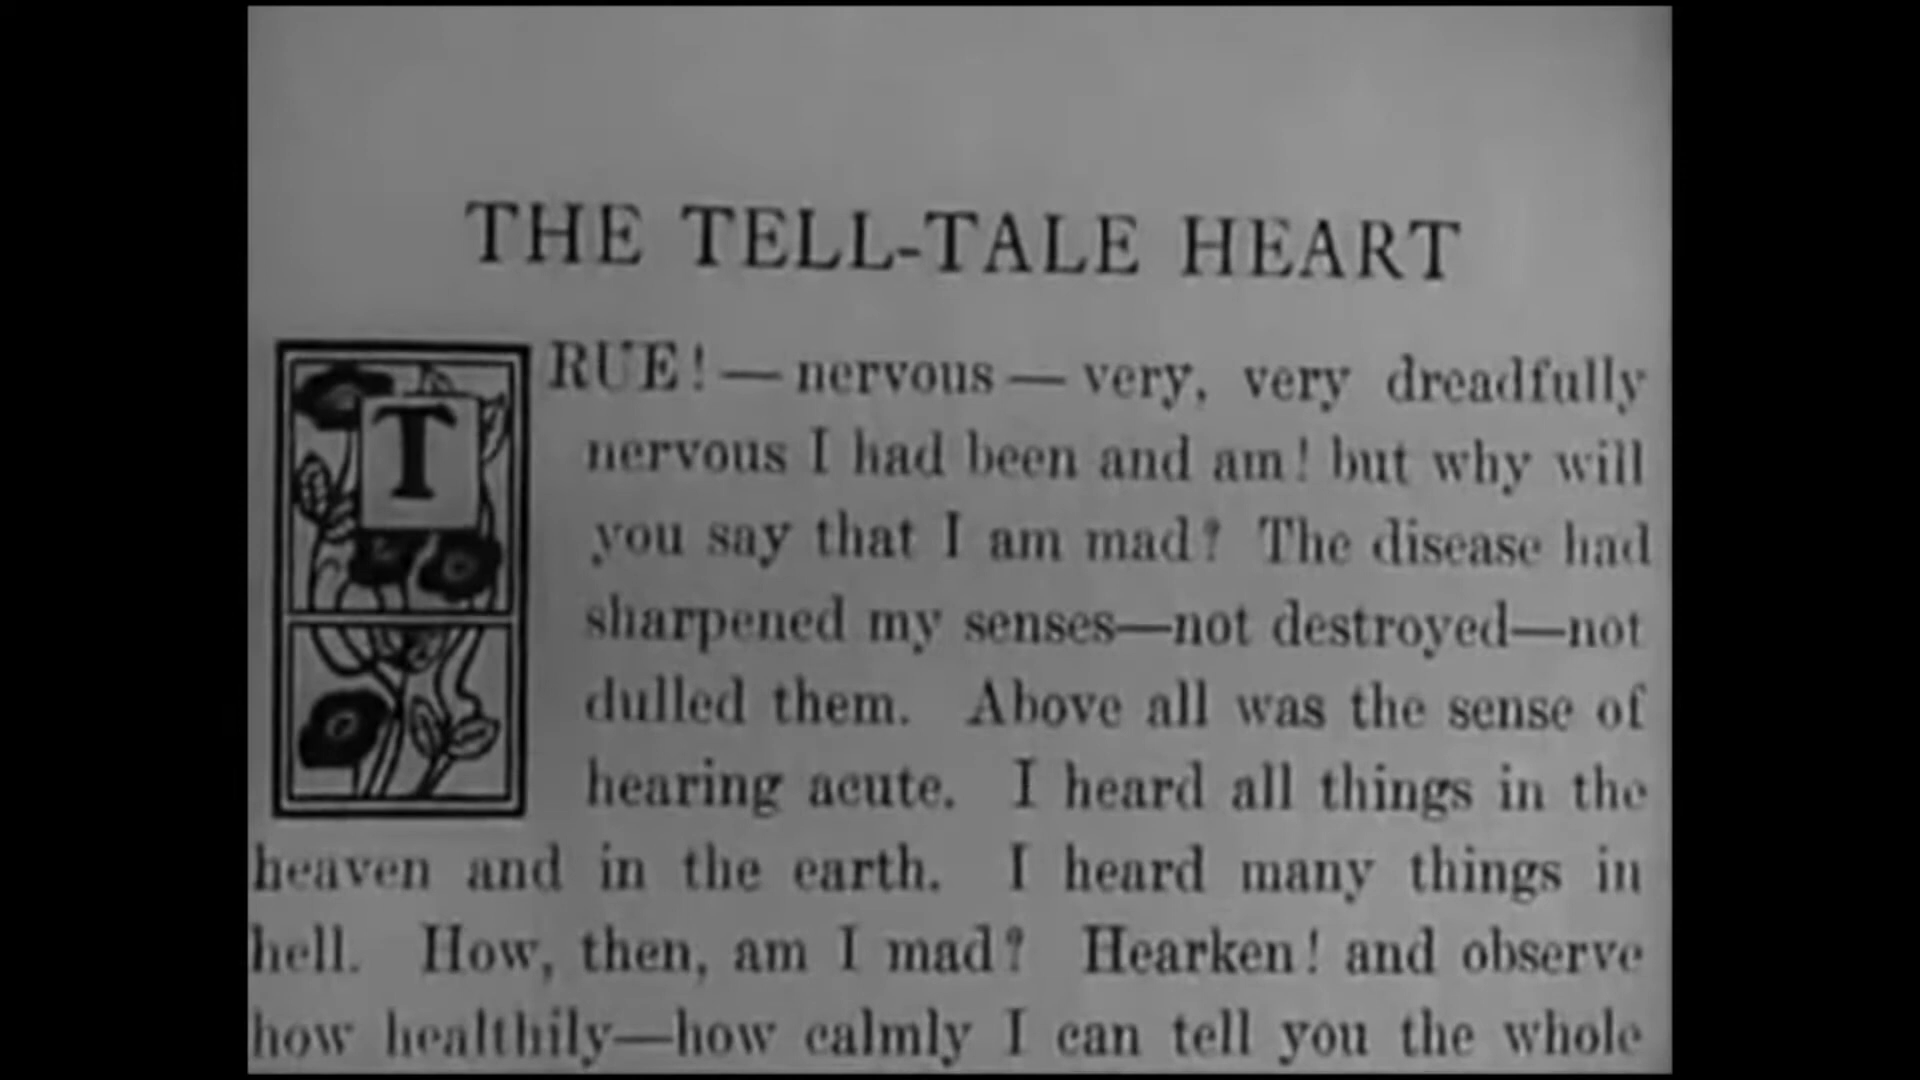 THE TELL-TALE HEART
TRUE!—nervous—very, very dreadfully
nervous I had been and am! but why will
you say that I am mad? The disease had
sharpened my senses—not destroyed—not
dulled them. Above all was the sense of
hearing acute. I heard all things in the
heaven and in the earth. I heard many things in
hell. How, then, am I mad? Hearken! and observe
how healthily—how calmly I can tell you the whole